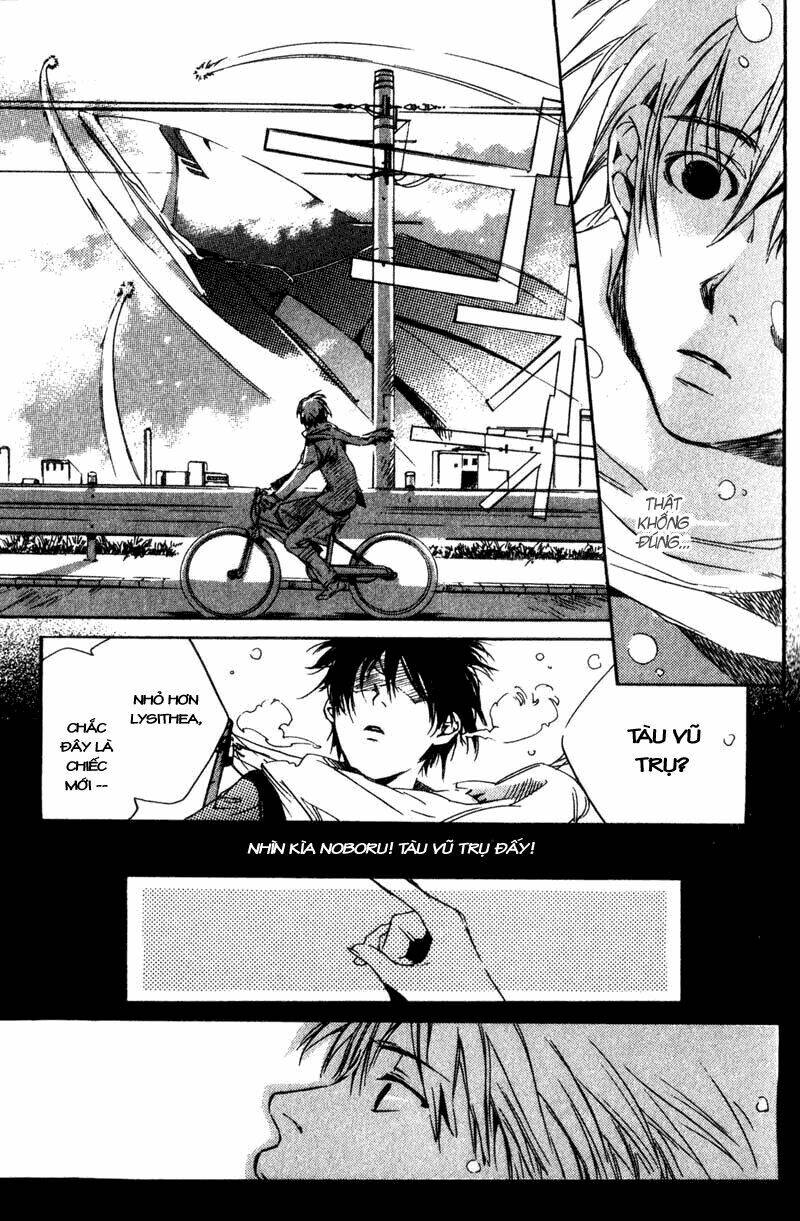 THẬT
KHÔNG
ĐÚNG...
TÀU VŨ
TRỤ?
NHỎ HƠN
LYSITHEA,
CHẮC
ĐÂY LÀ
CHIẾC
MỚI --
NHÌN KÌA NOBORU! TÀU VŨ TRỤ ĐẤY!